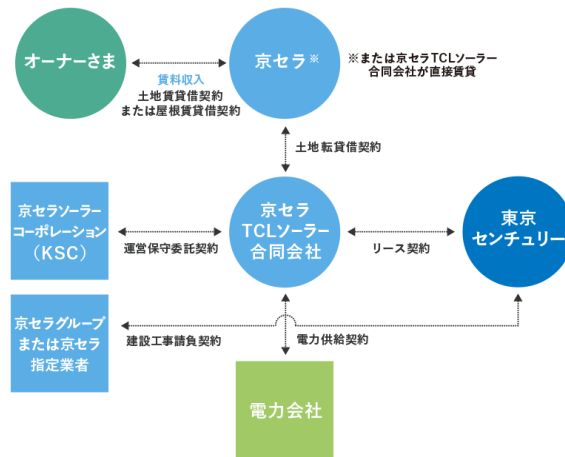 オーナーさま
京セラ※
※または京セラTCLソーラー
合同会社が直接賃貸
賃料収入
土地賃貸借契約
または屋根賃貸借契約
土地転貸借契約
京セラソーラー
コーポレーション
（KSC）
運営保守委託契約
京セラ
TCLソーラー
合同会社
リース契約
東京
センチュリー
京セラグループ
または京セラ
指定業者
建設工事請負契約
電力供給契約
電力会社